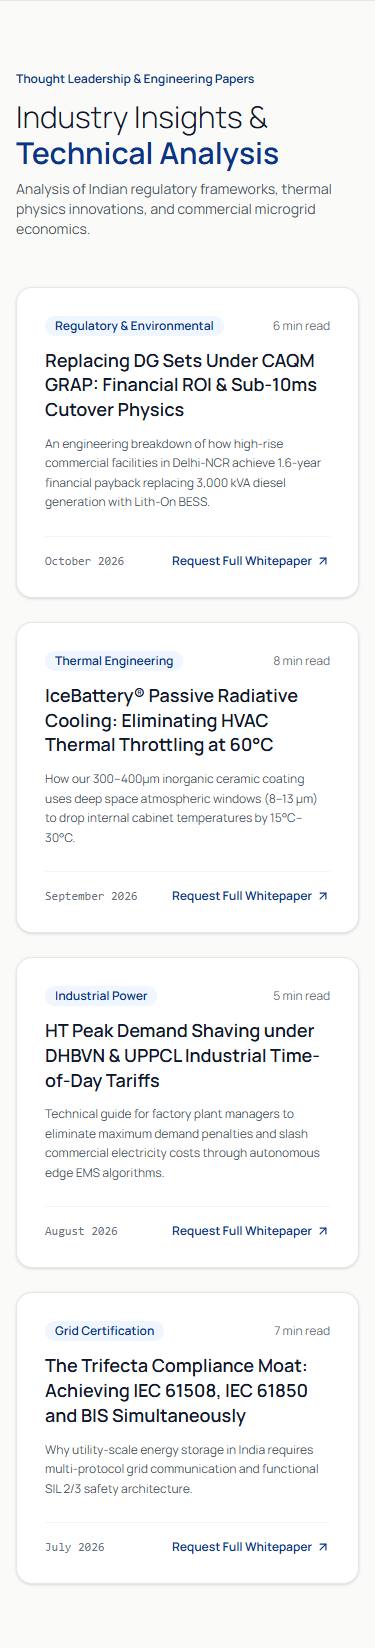 Thought Leadership & Engineering Papers
Industry Insights &
Technical Analysis
Analysis of Indian regulatory frameworks, thermal
physics innovations, and commercial microgrid
economics.
Regulatory & Environmental
6 min read
Replacing DG Sets Under CAQM
GRAP: Financial ROI & Sub-10ms
Cutover Physics
An engineering breakdown of how high-rise
commercial facilities in Delhi-NCR achieve 1.6-year
financial payback replacing 3,000 kVA diesel
generation with Lith-On BESS.
October 2026
Request Full Whitepaper ↗
Thermal Engineering
8 min read
IceBattery® Passive Radiative
Cooling: Eliminating HVAC
Thermal Throttling at 60°C
How our 300–400μm inorganic ceramic coating
uses deep space atmospheric windows (8–13 μm)
to drop internal cabinet temperatures by 15°C–
30°C.
September 2026
Request Full Whitepaper ↗
Industrial Power
5 min read
HT Peak Demand Shaving under
DHBVN & UPPCL Industrial Time-
of-Day Tariffs
Technical guide for factory plant managers to
eliminate maximum demand penalties and slash
commercial electricity costs through autonomous
edge EMS algorithms.
August 2026
Request Full Whitepaper ↗
Grid Certification
7 min read
The Trifecta Compliance Moat:
Achieving IEC 61508, IEC 61850
and BIS Simultaneously
Why utility-scale energy storage in India requires
multi-protocol grid communication and functional
SIL 2/3 safety architecture.
July 2026
Request Full Whitepaper ↗